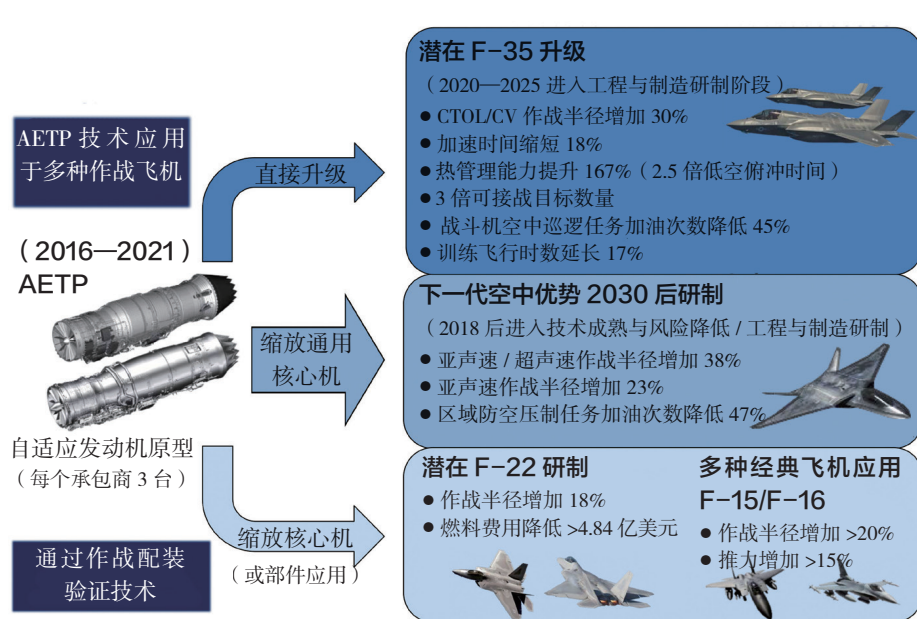 AETP 技术应用
于多种作战飞机
(2016—2021)
AETP
自适应发动机原型
(每个承包商 3 台)
通过作战配装
验证技术
直接升级
缩放通用
核心机
缩放核心机
(或部件应用)
潜在 F-35 升级
(2020—2025 进入工程与制造研制阶段)
● CTOL/CV 作战半径增加 30%
● 加速时间缩短 18%
● 热管理能力提升 167%(2.5 倍低空俯冲时间)
● 3 倍可接战目标数量
● 战斗机空中巡逻任务加油次数降低 45%
● 训练飞行时数延长 17%
下一代空中优势 2030 后研制
(2018 后进入技术成熟与风险降低 / 工程与制造研制)
● 亚声速 / 超声速作战半径增加 38%
● 亚声速作战半径增加 23%
● 区域防空压制任务加油次数降低 47%
潜在 F-22 研制
● 作战半径增加 18%
● 燃料费用降低 >4.84 亿美元
多种经典飞机应用
F-15/F-16
● 作战半径增加 >20%
● 推力增加 >15%